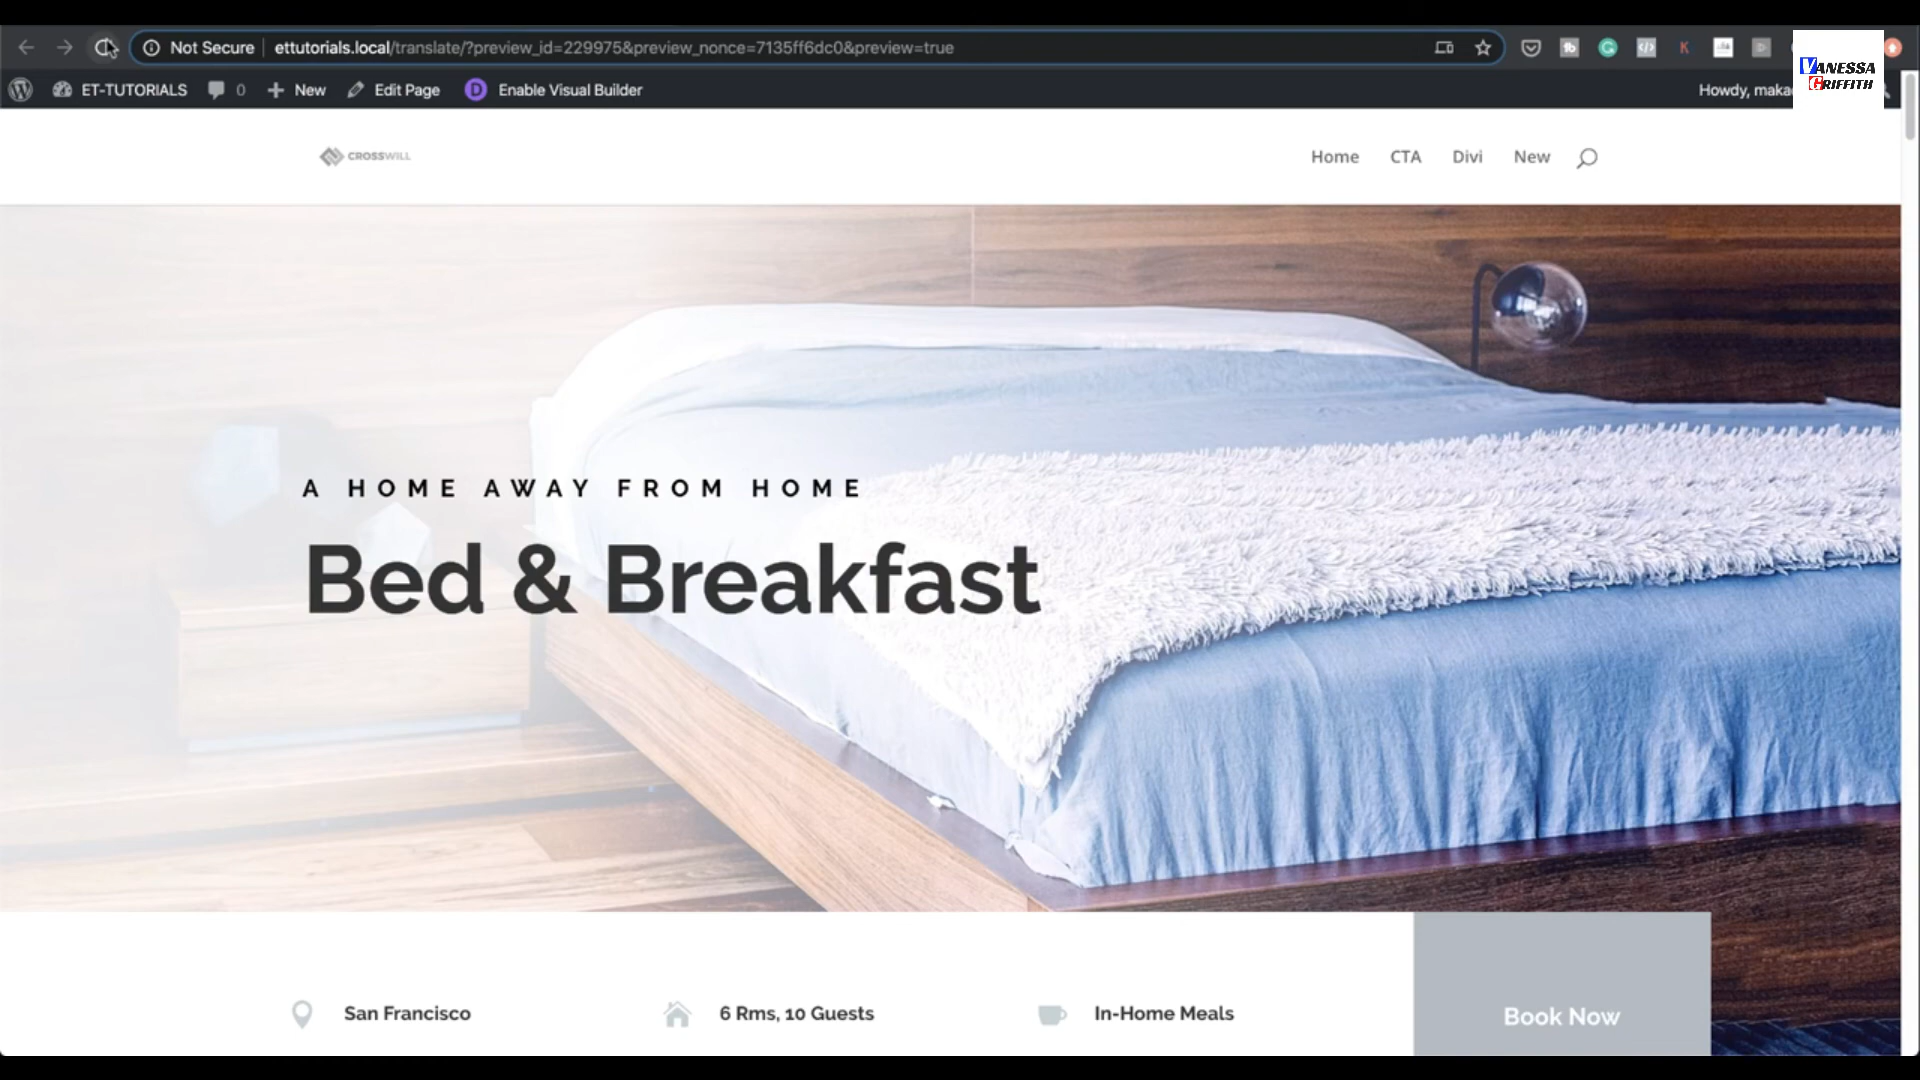 Not Secure ettutorials.local/translate/?preview_id=229975&preview_nonce=7135ff6dc0&preview=true
VANESSA
GRIFFITH
ET-TUTORIALS 0 New Edit Page D Enable Visual Builder Howdy,
CROSSWILL Home CTA Divi New
A HOME AWAY FROM HOME
Bed & Breakfast
San Francisco 6 Rms, 10 Guests In-Home Meals Book Now